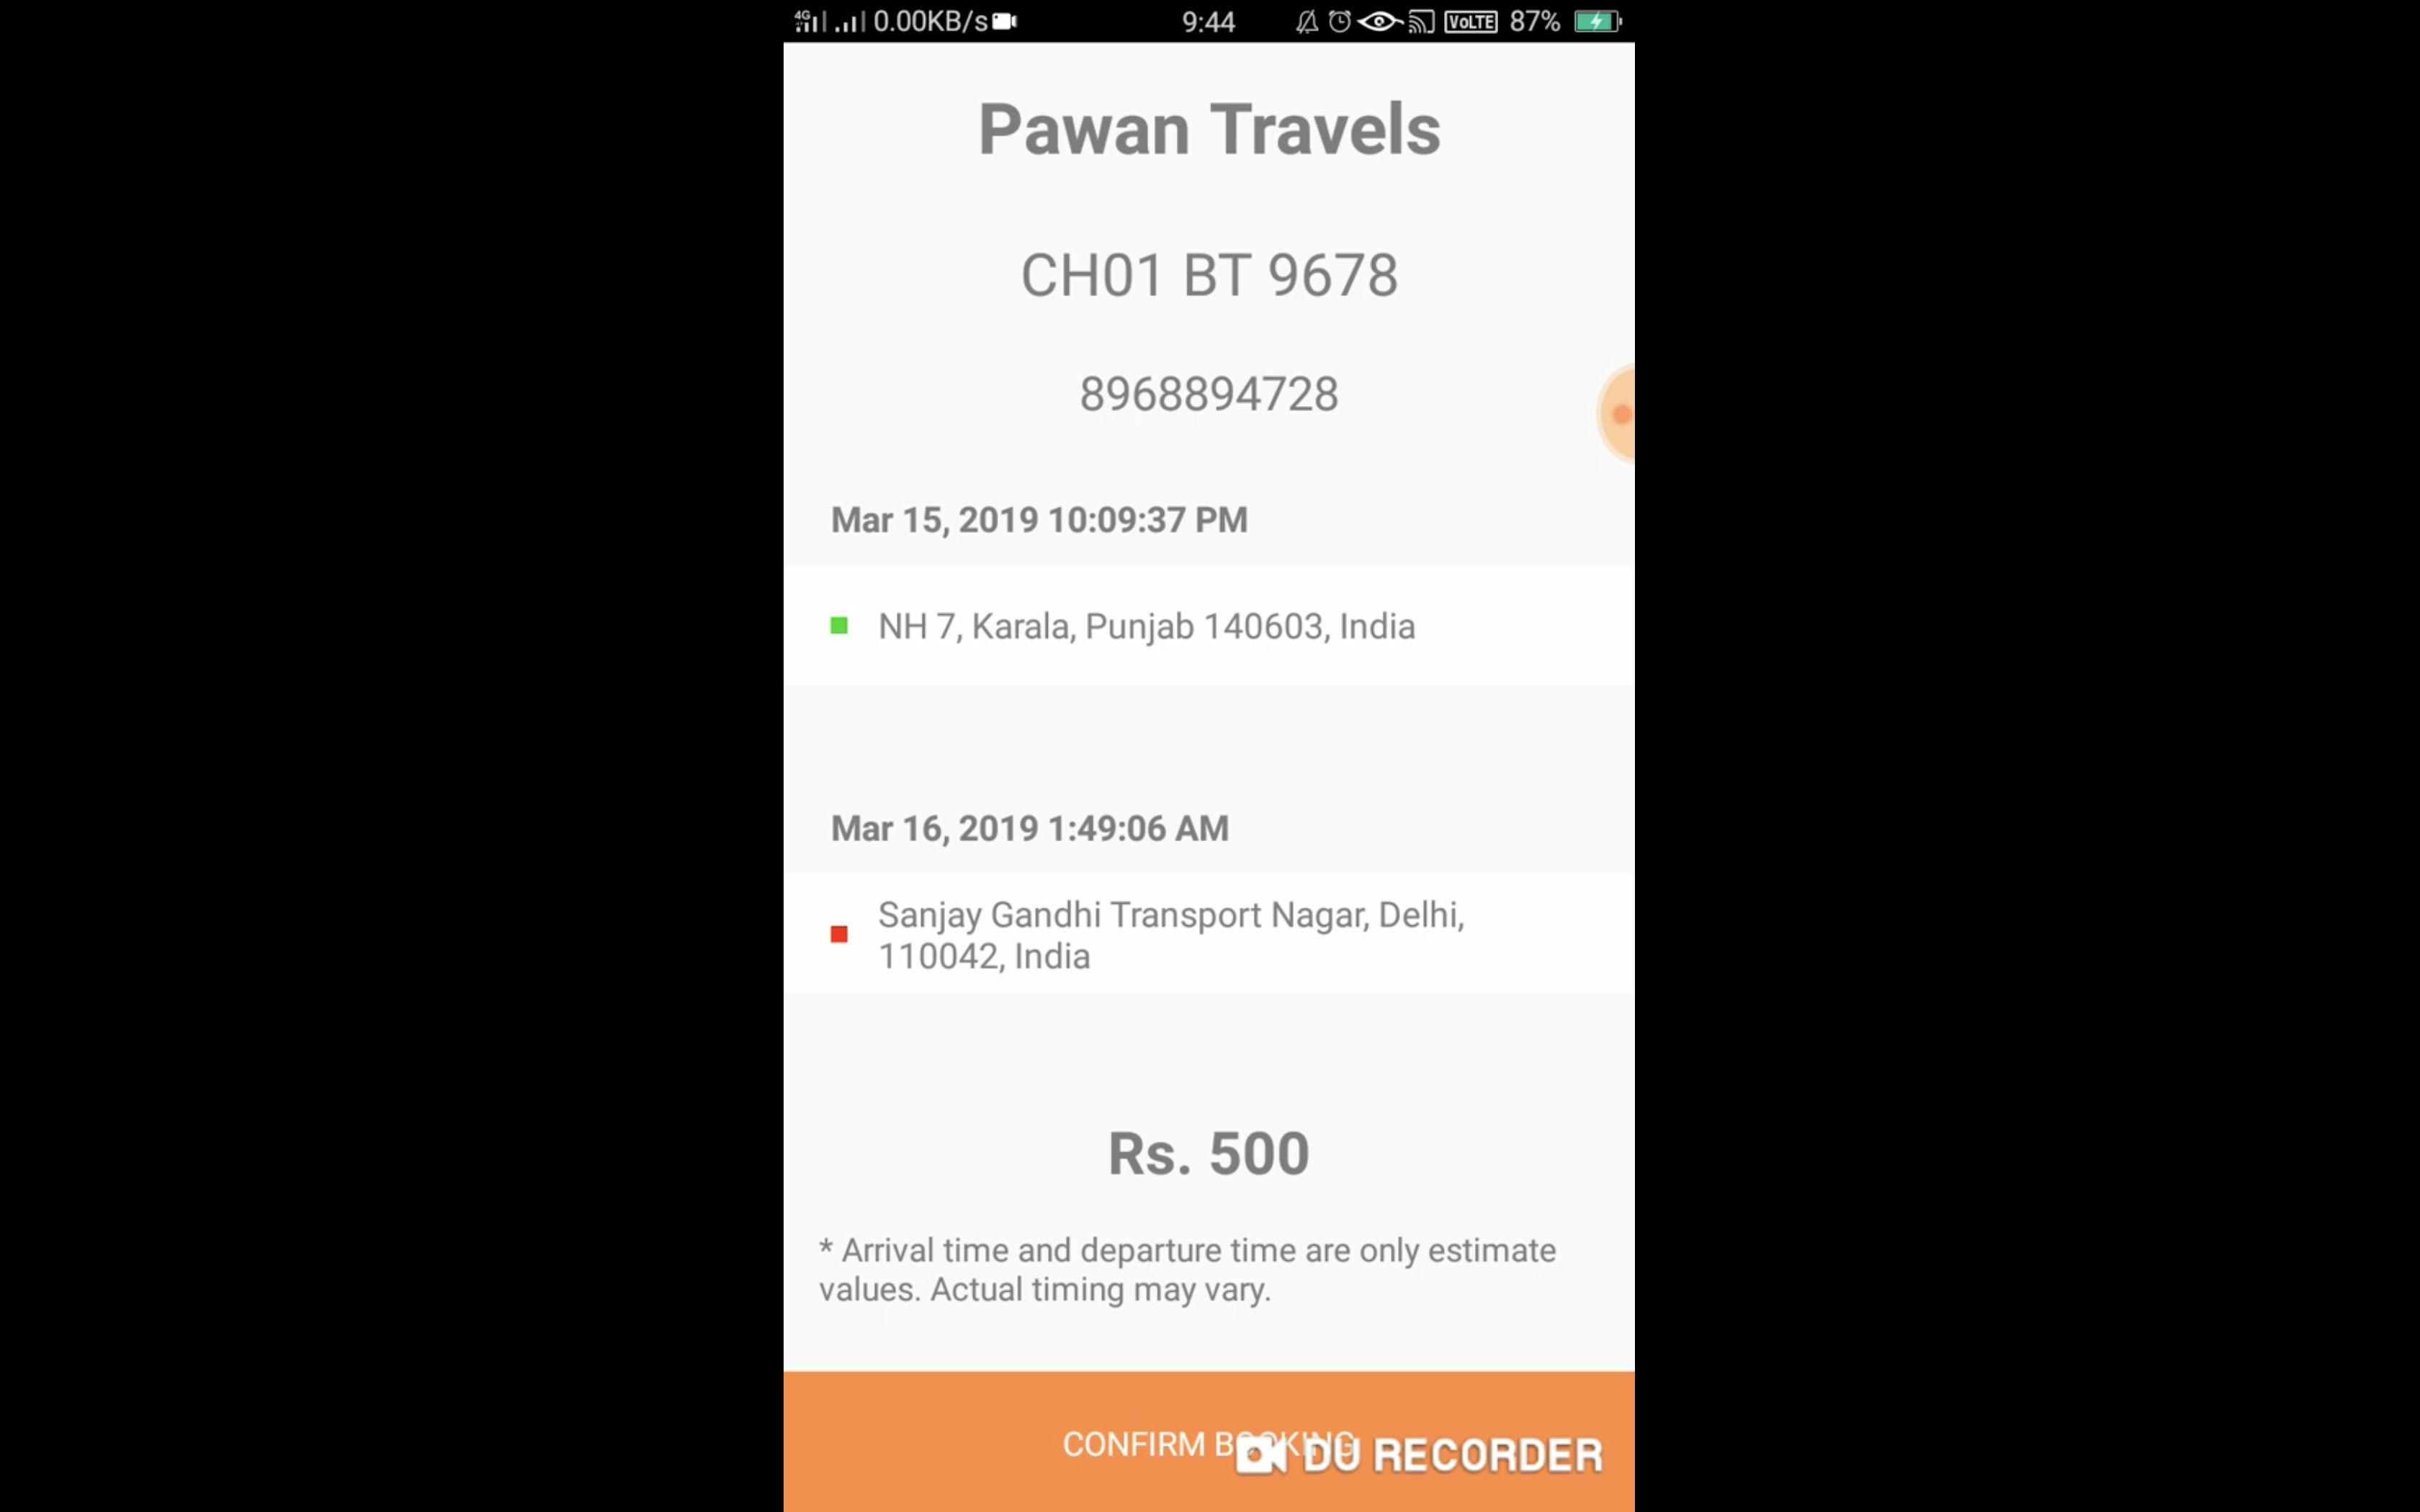 4G 0.00KB/s 9:44 VoLTE 87%
Pawan Travels
CH01 BT 9678
8968894728
Mar 15, 2019 10:09:37 PM
NH 7, Karala, Punjab 140603, India
Mar 16, 2019 1:49:06 AM
Sanjay Gandhi Transport Nagar, Delhi,
110042, India
Rs. 500
* Arrival time and departure time are only estimate
values. Actual timing may vary.
CONFIRM BOOKING
DU RECORDER